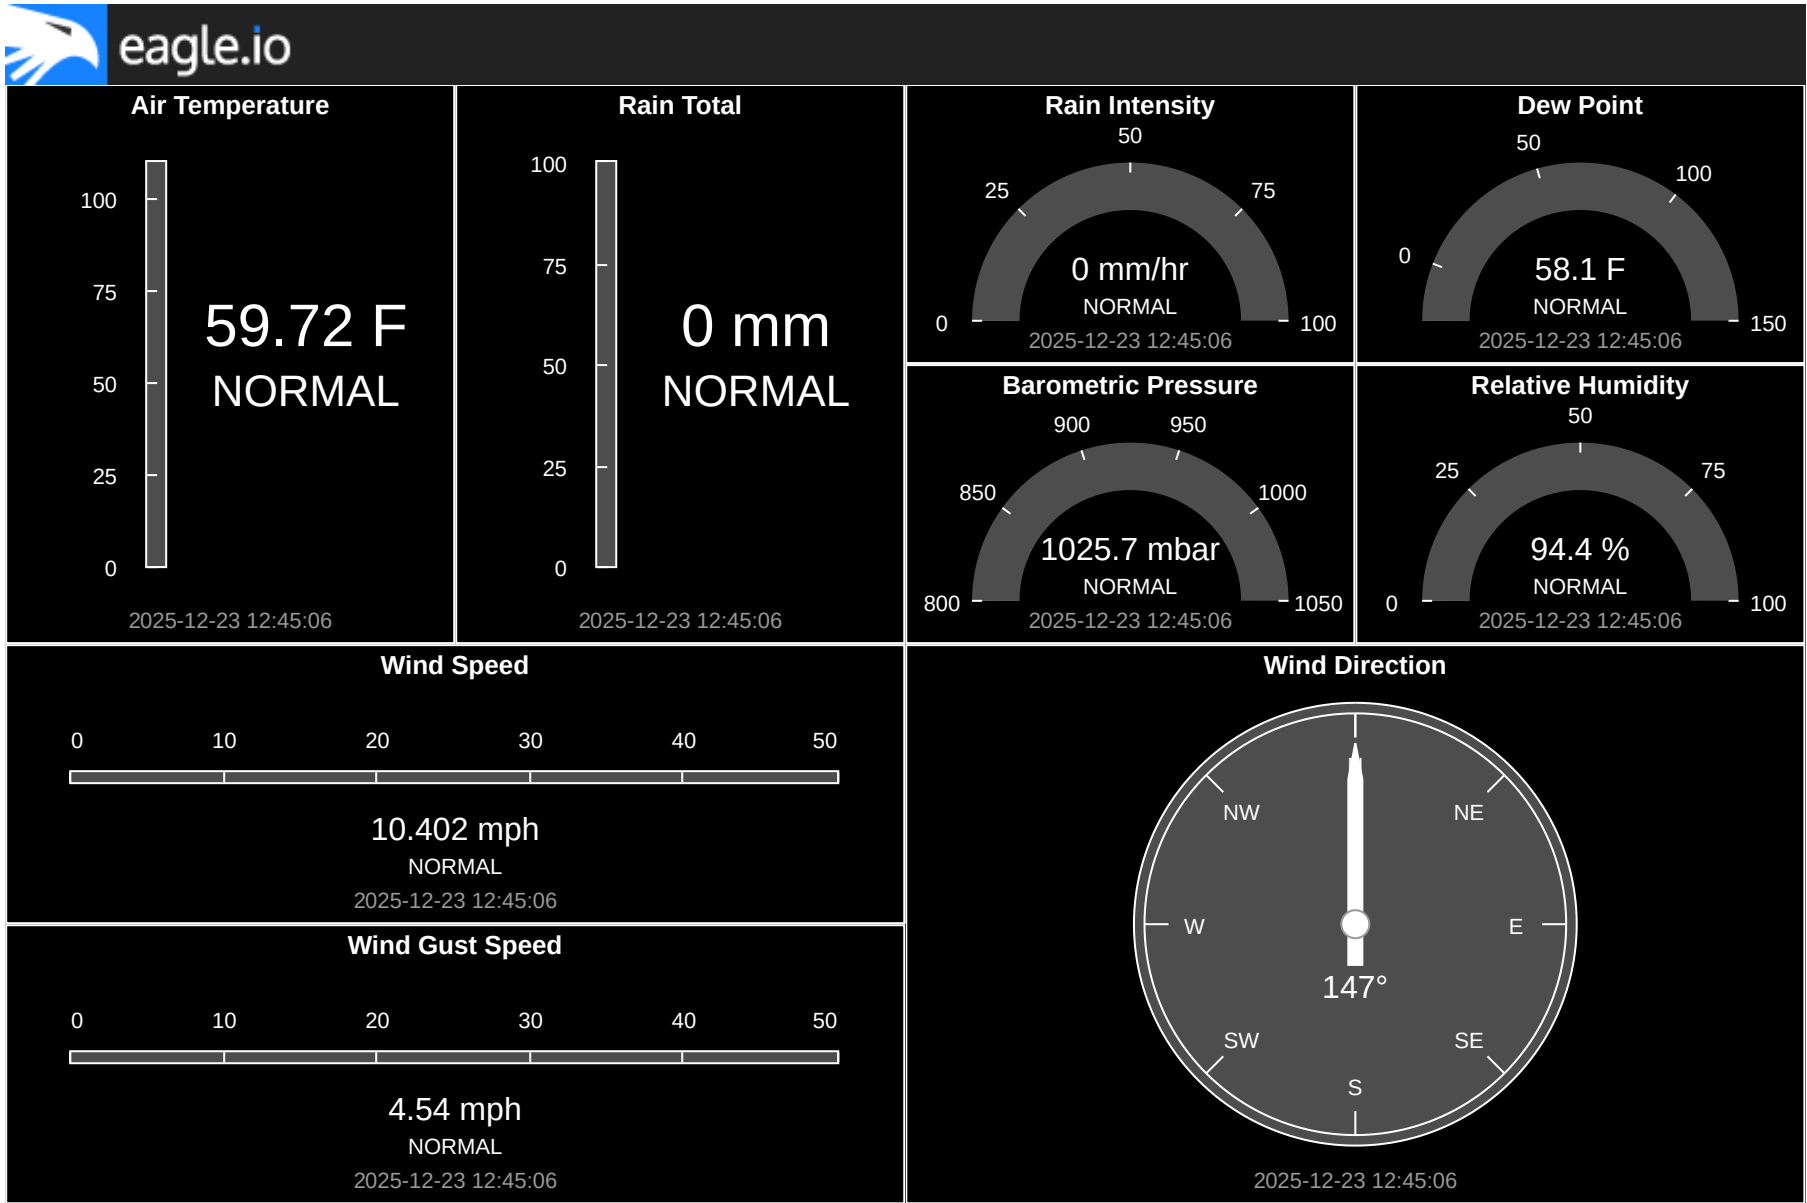 eagle.io
Air Temperature
100
75
50
25
0
59.72 F
NORMAL
2025-12-23 12:45:06
Rain Total
100
75
50
25
0
0 mm
NORMAL
2025-12-23 12:45:06
Rain Intensity
0
25
50
75
100
0 mm/hr
NORMAL
2025-12-23 12:45:06
Dew Point
0
50
100
150
58.1 F
NORMAL
2025-12-23 12:45:06
Barometric Pressure
800
850
900
950
1000
1050
1025.7 mbar
NORMAL
2025-12-23 12:45:06
Relative Humidity
0
25
50
75
100
94.4 %
NORMAL
2025-12-23 12:45:06
Wind Speed
0 10 20 30 40 50
10.402 mph
NORMAL
2025-12-23 12:45:06
Wind Gust Speed
0 10 20 30 40 50
4.54 mph
NORMAL
2025-12-23 12:45:06
Wind Direction
NW NE
W E
147°
SW SE
S
2025-12-23 12:45:06